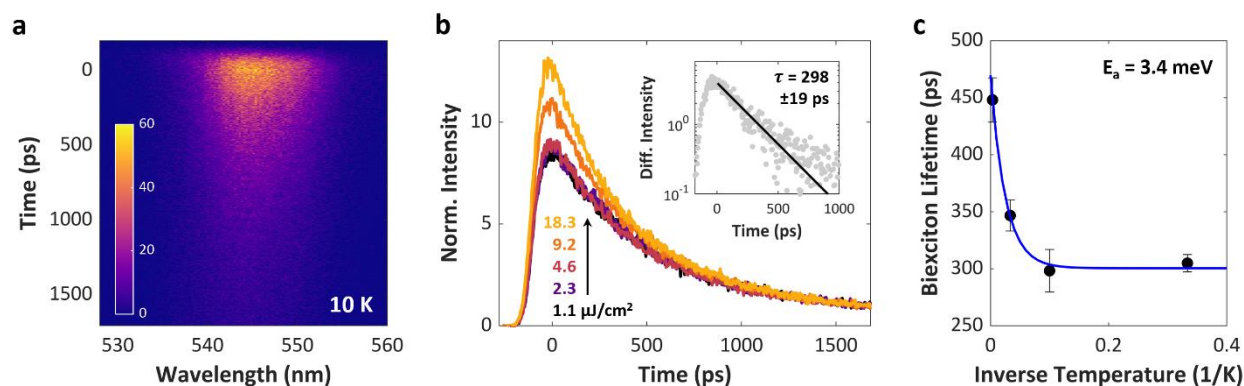 a
0
500
1000
1500
Time (ps)
60
40
20
0
10 K
530
540
550
560
Wavelength (nm)
b
10
5
0
Norm. Intensity
18.3
9.2
4.6
2.3
1.1 μJ/cm²
0
500
1000
1500
Time (ps)
τ = 298
±19 ps
10⁰
10⁻¹
Diff. Intensity
0
500
1000
Time (ps)
c
500
450
400
350
300
250
Biexciton Lifetime (ps)
Eₐ = 3.4 meV
0
0.2
0.4
Inverse Temperature (1/K)